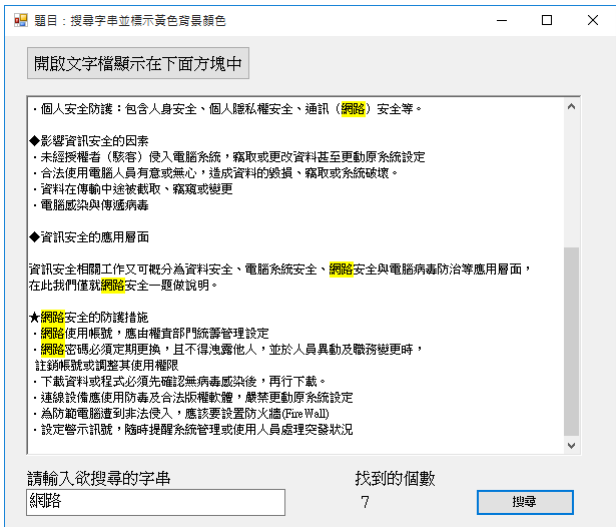 題目：搜尋字串並標示黃色背景顏色
開啟文字檔顯示在下面方塊中
．個人安全防護：包含人身安全、個人隱私權安全、通訊（網路）安全等。
◆影響資訊安全的因素
．未經授權者（駭客）侵入電腦系統，竊取或更改資料甚至更動原系統設定
．合法使用電腦人員有意或無心，造成資料的毀損、竊取或系統破壞。
．資料在傳輸中途被截取、竊窺或變更
．電腦感染與傳遞病毒
◆資訊安全的應用層面
資訊安全相關工作又可概分為資料安全、電腦系統安全、網路安全與電腦病毒防治等應用層面，
在此我們僅就網路安全一題做說明。
★網路安全的防護措施
．網路使用帳號，應由權責部門統籌管理設定
．網路密碼必須定期更換，且不得洩露他人，並於人員異動及職務變更時，
註銷帳號或調整其使用權限
．下載資料或程式必須先確認無病毒感染後，再行下載。
．連線設備應使用防毒及合法版權軟體，嚴禁更動原系統設定
．為防範電腦遭到非法侵入，應該要設置防火牆(Fire Wall)
．設定警示訊號，隨時提醒系統管理或使用人員處理突發狀況
請輸入欲搜尋的字串
找到的個數
網路
7
搜尋